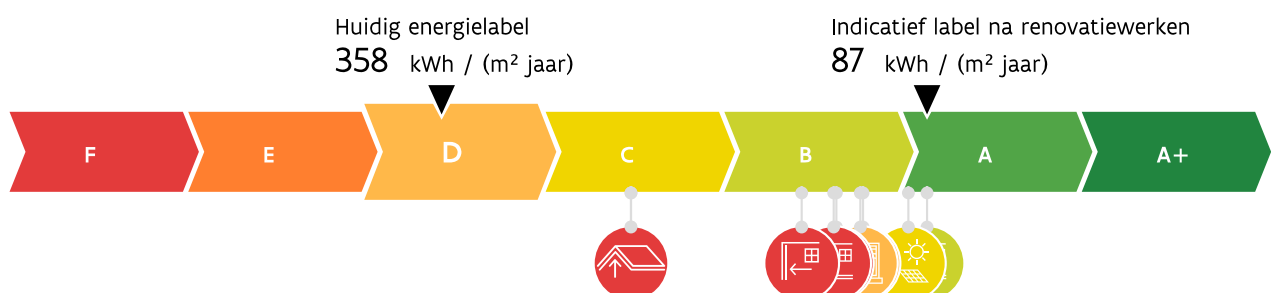 Huidig energielabel
358 kWh / (m² jaar)
Indicatief label na renovatiewerken
87 kWh / (m² jaar)
F E D C B A A+